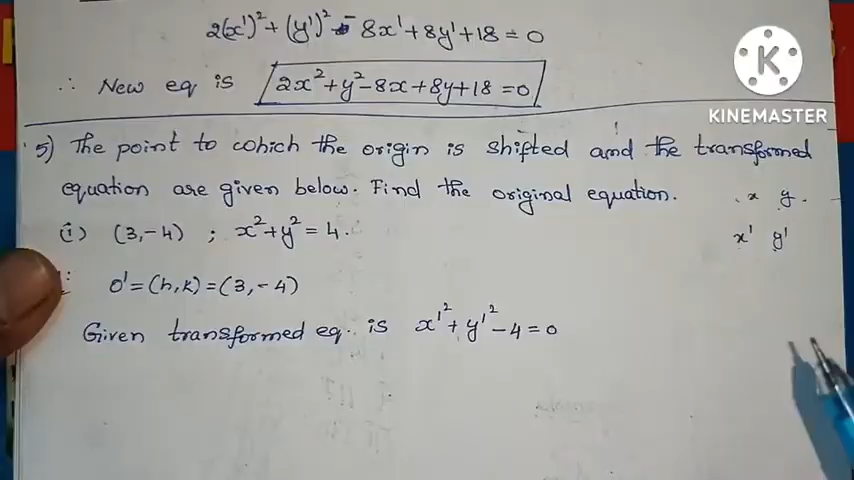 2(x')² + (y')² - 8x' + 8y' + 18 = 0
∴ New eq is 2x² + y² - 8x + 8y + 18 = 0
KINEMASTER
5) The point to which the origin is shifted and the transformed
equation are given below. Find the original equation.
x y.
(i) (3, -4) ; x² + y² = 4.
x' y'
O' = (h, k) = (3, -4)
Given transformed eq. is x'² + y'² - 4 = 0